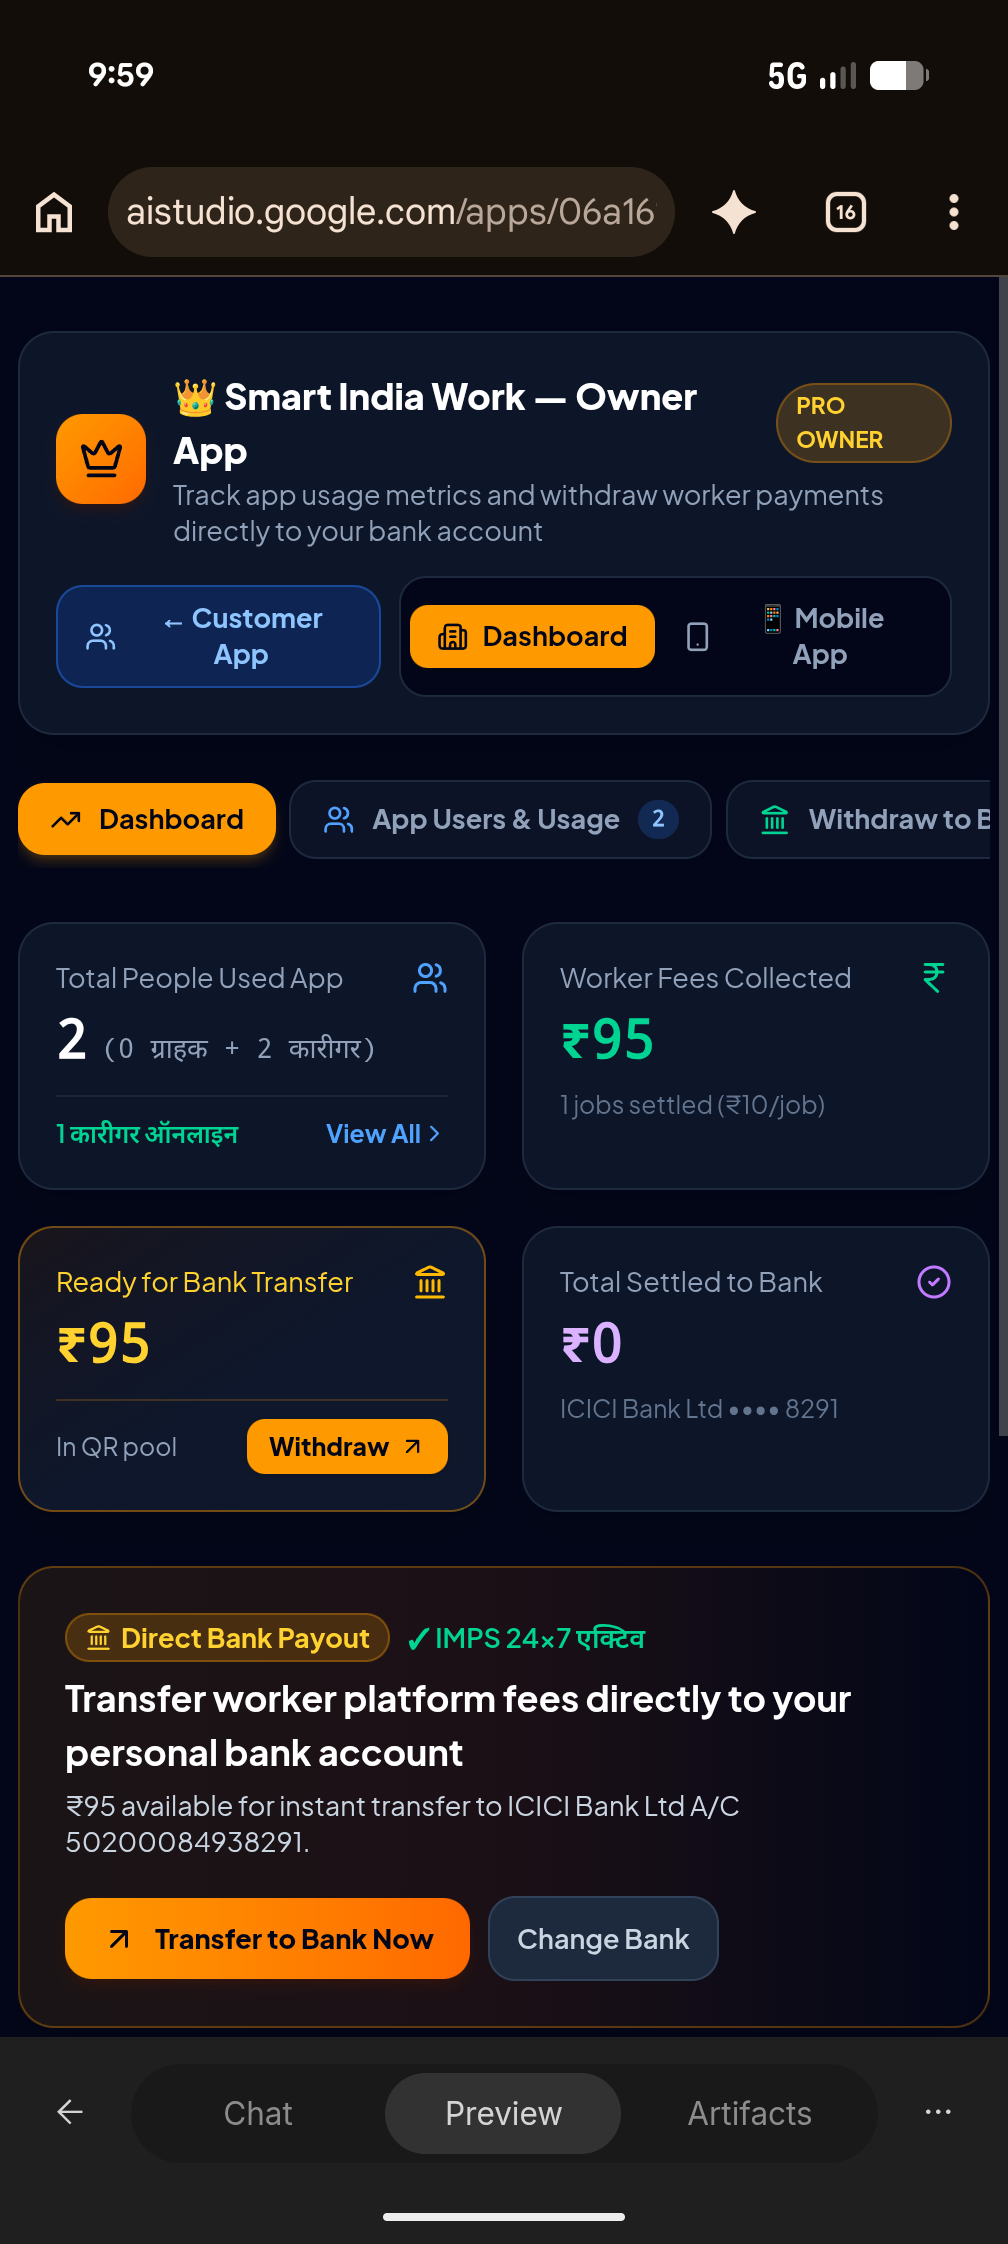 9:59
5G
aistudio.google.com/apps/06a16
16
👑 Smart India Work — Owner
App
PRO
OWNER
Track app usage metrics and withdraw worker payments
directly to your bank account
← Customer
App
Dashboard
📱 Mobile
App
Dashboard
App Users & Usage 2
Withdraw to B
Total People Used App
2 (0 ग्राहक + 2 कारीगर)
1 कारीगर ऑनलाइन
View All
Worker Fees Collected
₹
₹95
1 jobs settled (₹10/job)
Ready for Bank Transfer
₹95
In QR pool
Withdraw
Total Settled to Bank
₹0
ICICI Bank Ltd •••• 8291
Direct Bank Payout ✓ IMPS 24×7 एक्टिव
Transfer worker platform fees directly to your
personal bank account
₹95 available for instant transfer to ICICI Bank Ltd A/C
50200084938291.
Transfer to Bank Now
Change Bank
Chat
Preview
Artifacts